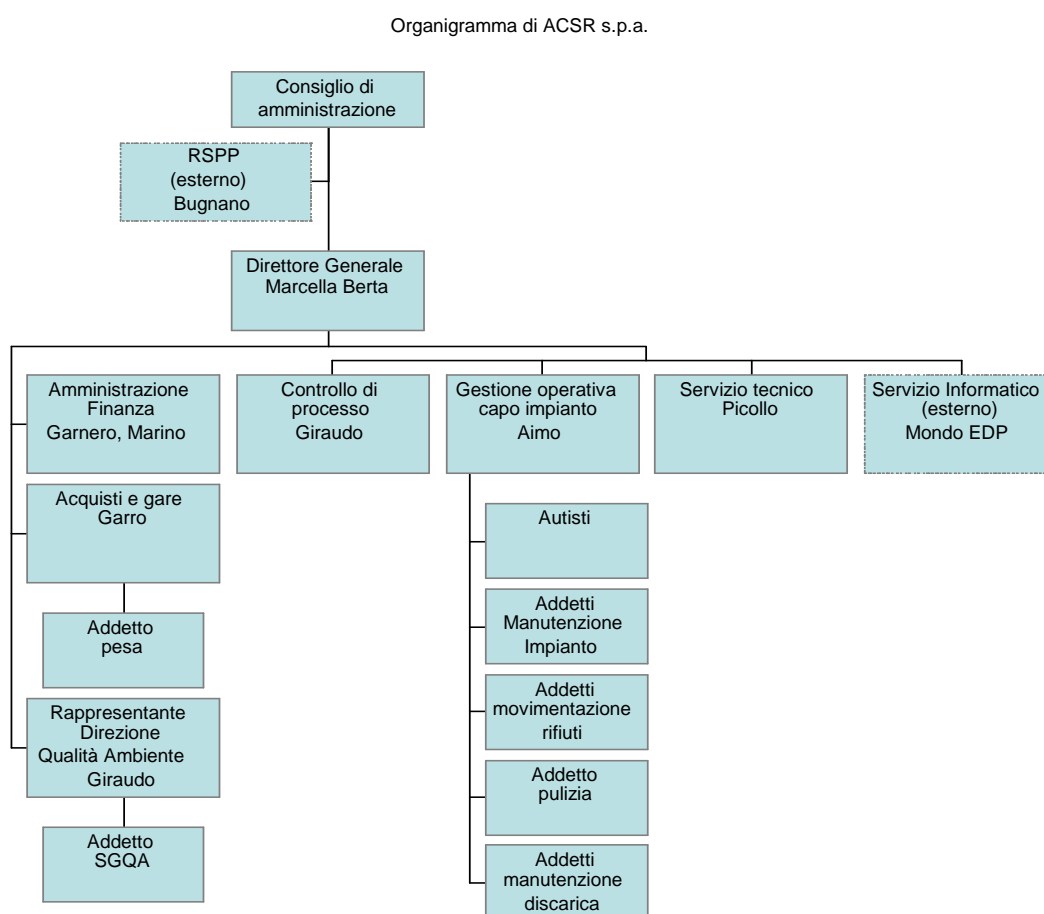 Organigramma di ACSR s.p.a.
Consiglio di
amministrazione
RSPP
(esterno)
Bugnano
Direttore Generale
Marcella Berta
Amministrazione
Finanza
Garnero, Marino
Controllo di
processo
Giraudo
Gestione operativa
capo impianto
Aimo
Servizio tecnico
Picollo
Servizio Informatico
(esterno)
Mondo EDP
Acquisti e gare
Garro
Addetto
pesa
Rappresentante
Direzione
Qualità Ambiente
Giraudo
Addetto
SGQA
Autisti
Addetti
Manutenzione
Impianto
Addetti
movimentazione
rifiuti
Addetto
pulizia
Addetti
manutenzione
discarica